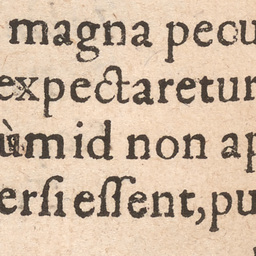 magna pecu
expectaretur
ùm id non ap
ersi essent, pu